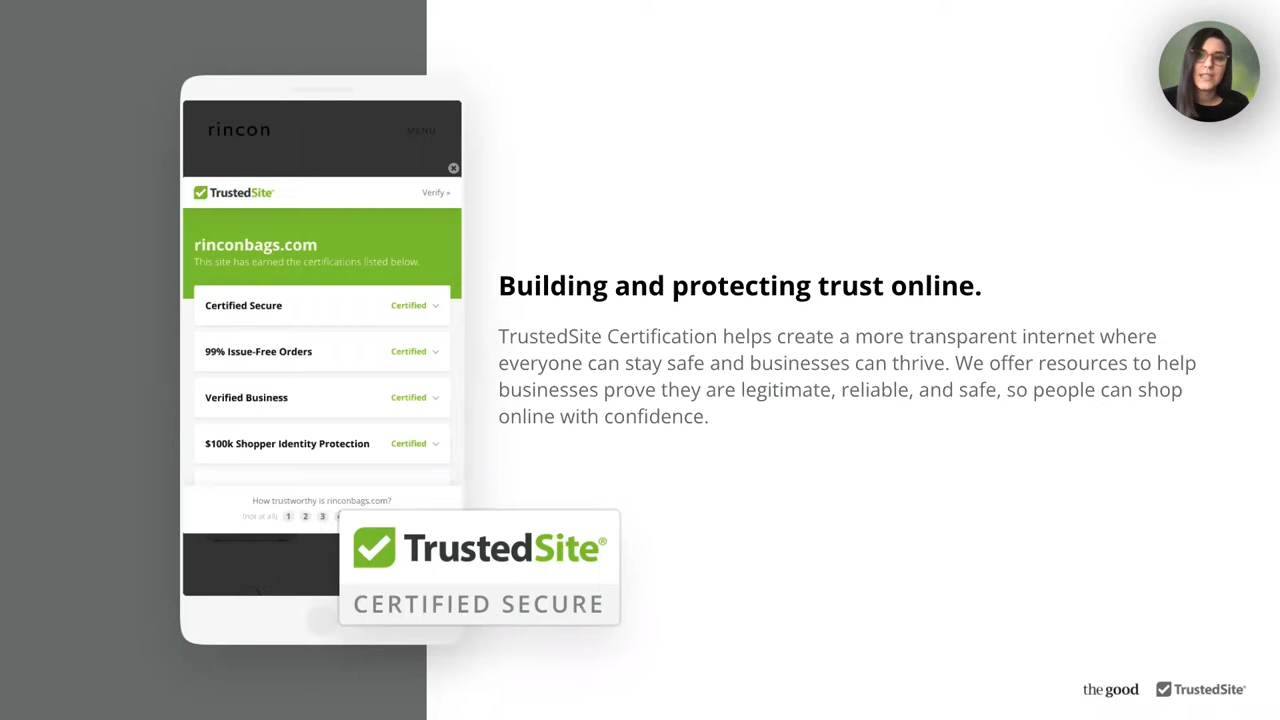 rincon
MENU
TrustedSite
Verify »
rinconbags.com
This site has earned the certifications listed below.
Certified Secure
Certified
99% Issue-Free Orders
Certified
Verified Business
Certified
$100k Shopper Identity Protection
Certified
How trustworthy is rinconbags.com?
(not at all) 1 2 3
TrustedSite®
CERTIFIED SECURE
Building and protecting trust online.
TrustedSite Certification helps create a more transparent internet where
everyone can stay safe and businesses can thrive. We offer resources to help
businesses prove they are legitimate, reliable, and safe, so people can shop
online with confidence.
the good
TrustedSite®